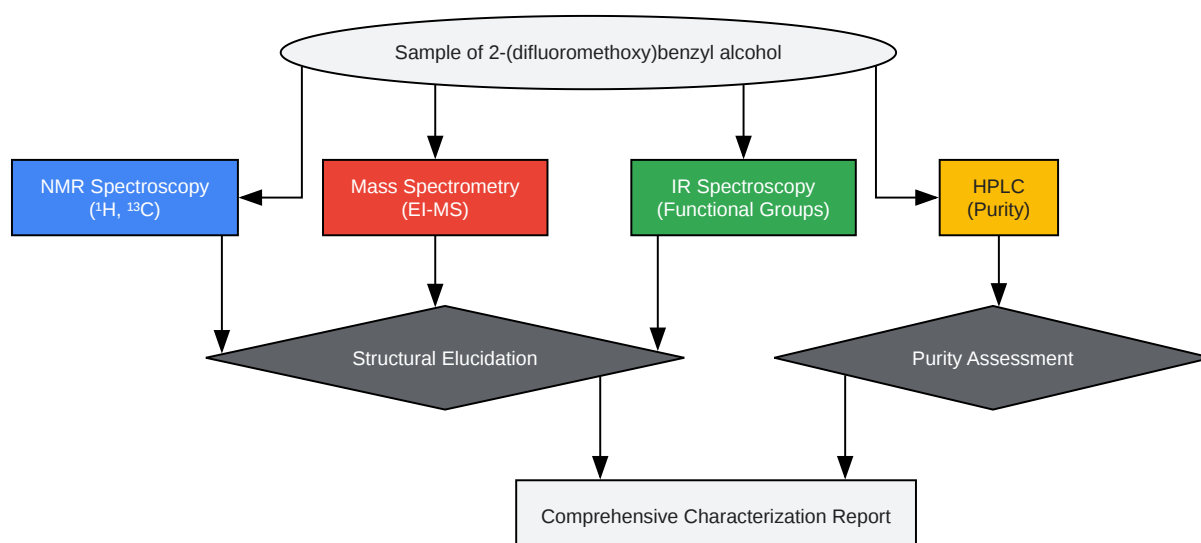 Sample of 2-(difluoromethoxy)benzyl alcohol
NMR Spectroscopy
(¹H, ¹³C)
Mass Spectrometry
(EI-MS)
IR Spectroscopy
(Functional Groups)
HPLC
(Purity)
Structural Elucidation
Purity Assessment
Comprehensive Characterization Report